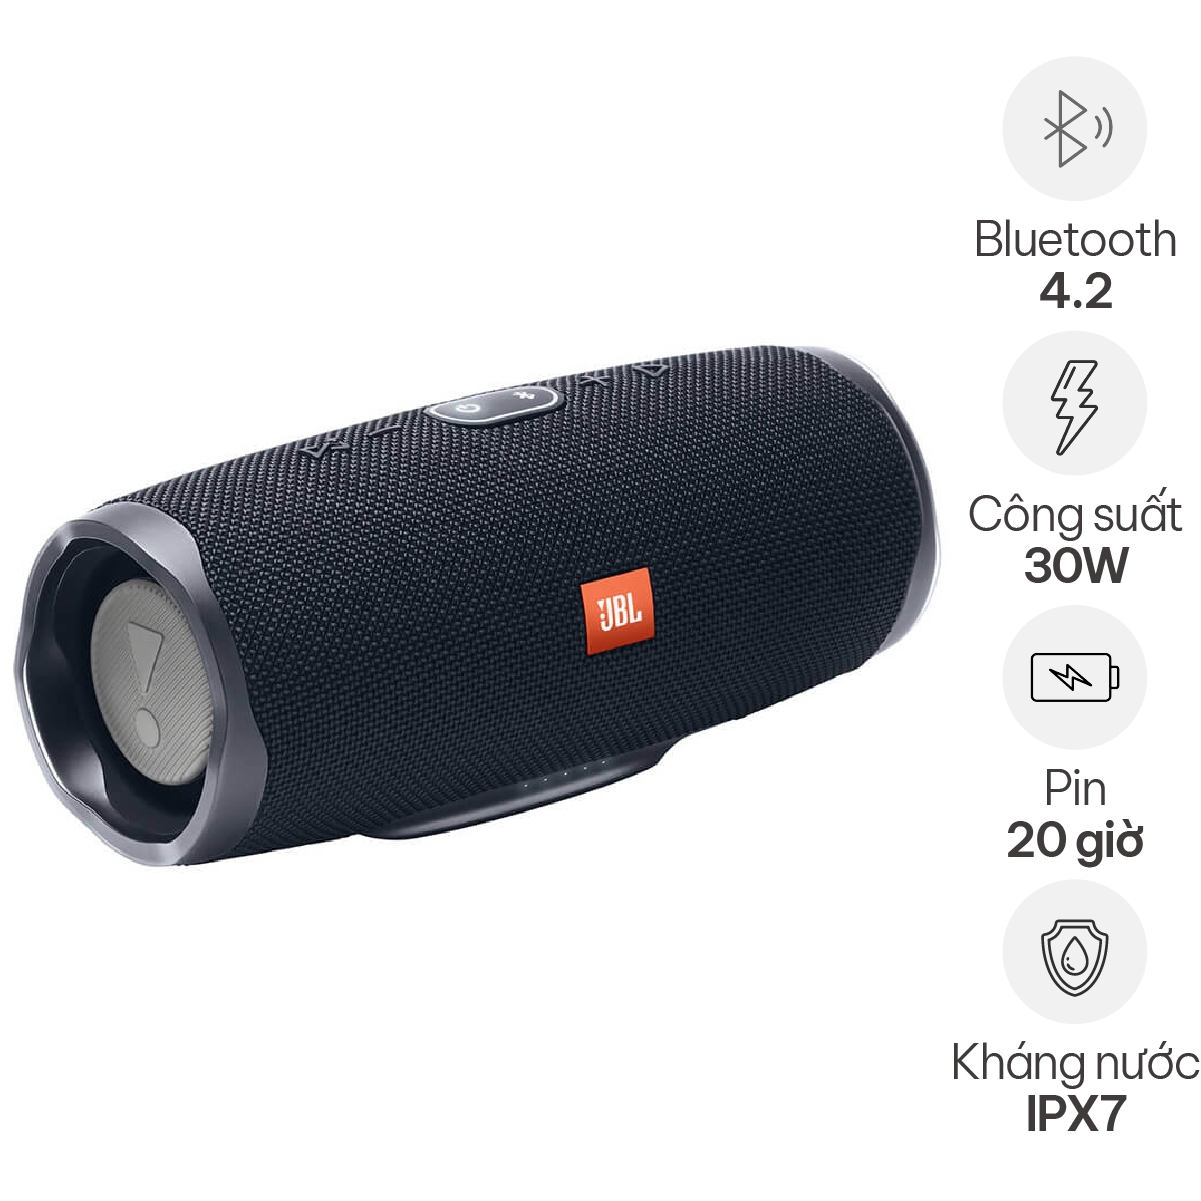 JBL
Bluetooth
4.2
Công suất
30W
Pin
20 giờ
Kháng nước
IPX7